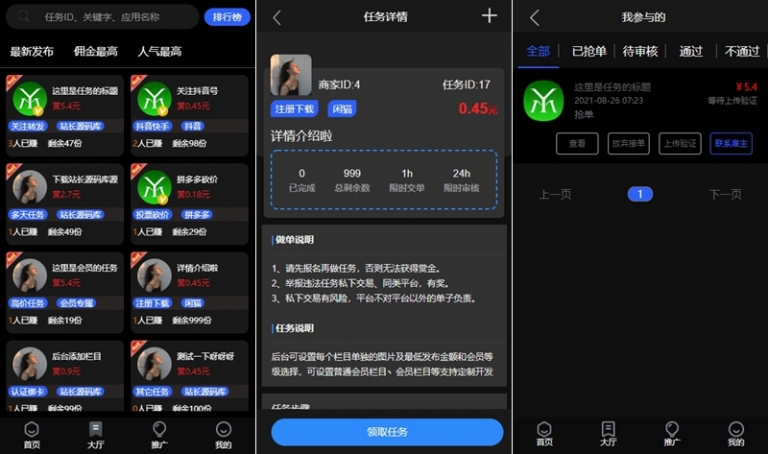 任务ID、关键字、应用名称
排行榜
最新发布 佣金最高 人气最高
这里是任务的标题
赏5.4元
关注转发 站长源码库
3人已赚 剩余47份
关注抖音号
赏0.45元
抖音快手 抖音
2人已赚 剩余98份
下载站长源码库源
赏2.7元
多天任务 站长源码库
1人已赚 剩余49份
拼多多砍价
赏0.18元
投票砍价 拼多多
1人已赚 剩余29份
这里是会员的任务
赏5.4元
高价任务 会员专属
1人已赚 剩余19份
详情介绍啦
赏0.45元
注册下载 闲猫
1人已赚 剩余999份
后台添加栏目
赏0.9元
认证绑卡 站长源码库
1人已赚 剩余99份
测试一下呀呀呀
赏0.45元
其它任务 站长源码库
0人已赚 剩余100份
首页 大厅 推广 我的
任务详情
商家ID:4 任务ID:17
注册下载 闲猫 0.45元
详情介绍啦
0 999 1h 24h
已完成 总剩余数 限时交单 限时审核
做单说明
1、请先报名再做任务，否则无法获得赏金。
2、举报违法任务私下交易、同类平台，有奖。
3、私下交易有风险，平台不对平台以外的单子负责。
任务说明
后台可设置每个栏目单独的图片及最低发布金额和会员等
级选择，可设置普通会员栏目、会员栏目等支持定制开发
任务步骤
领取任务
我参与的
全部 已抢单 待审核 通过 不通过
这里是任务的标题
¥ 5.4
2021-08-26 07:23
等待上传验证
抢单
查看 放弃接单 上传验证 联系雇主
上一页 1 下一页
首页 大厅 推广 我的